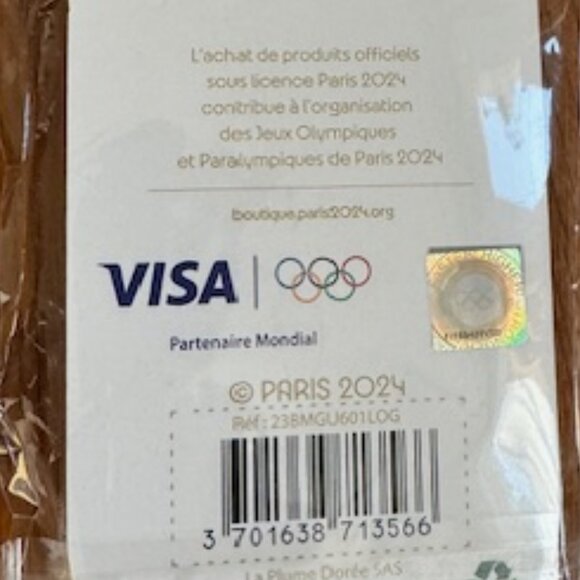 L'achat de produits officiels
sous licence Paris 2024
contribue à l'organisation
des Jeux Olympiques
et Paralympiques de Paris 2024
boutique.paris2024.org
VISA
Partenaire Mondial
© PARIS 2024
Réf : 23BMGU601LOG
3 701638 713566
La Plume Dorée SAS